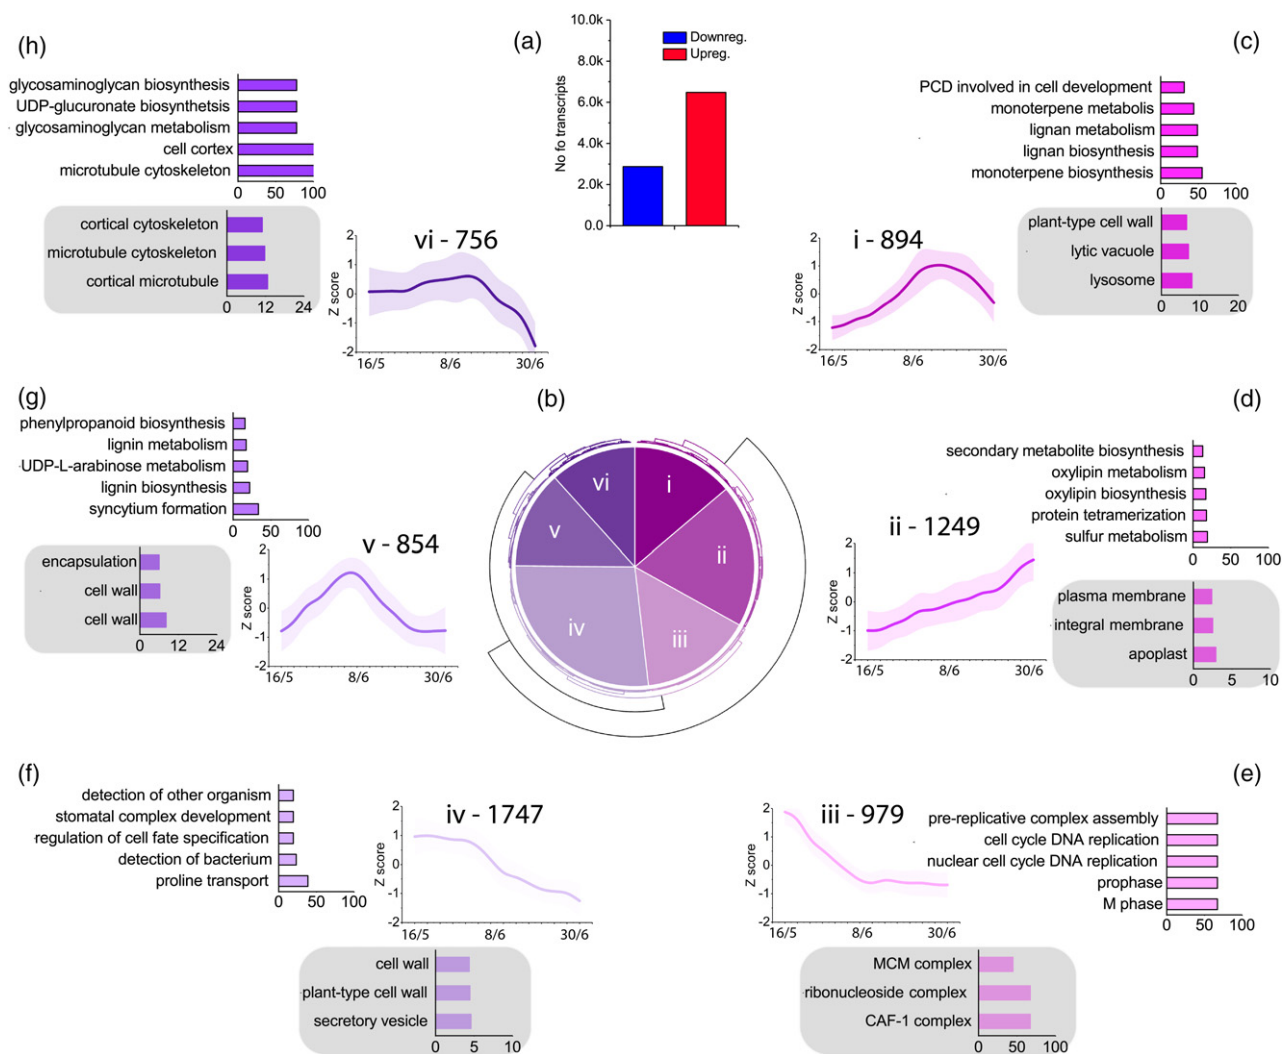 (h)
glycosaminoglycan biosynthesis
UDP-glucuronate biosynthetsis
glycosaminoglycan metabolism
cell cortex
microtubule cytoskeleton
0 50 100
cortical cytoskeleton
microtubule cytoskeleton
cortical microtubule
0 12 24
vi - 756
Z score
2
1
0
-1
-2
16/5 8/6 30/6
(a)
No fo transcripts
10.0k
8.0k
6.0k
4.0k
2.0k
0.0
Downreg.
Upreg.
(c)
PCD involved in cell development
monoterpene metabolis
lignan metabolism
lignan biosynthesis
monoterpene biosynthesis
0 50 100
plant-type cell wall
lytic vacuole
lysosome
0 10 20
i - 894
Z score
2
1
0
-1
-2
16/5 8/6 30/6
(g)
phenylpropanoid biosynthesis
lignin metabolism
UDP-L-arabinose metabolism
lignin biosynthesis
syncytium formation
0 50 100
encapsulation
cell wall
cell wall
0 12 24
v - 854
Z score
2
1
0
-1
-2
16/5 8/6 30/6
(b)
i
ii
iii
iv
v
vi
(d)
secondary metabolite biosynthesis
oxylipin metabolism
oxylipin biosynthesis
protein tetramerization
sulfur metabolism
0 50 100
plasma membrane
integral membrane
apoplast
0 5 10
ii - 1249
Z score
2
1
0
-1
-2
16/5 8/6 30/6
(f)
detection of other organism
stomatal complex development
regulation of cell fate specification
detection of bacterium
proline transport
0 50 100
iv - 1747
Z score
2
1
0
-1
-2
16/5 8/6 30/6
cell wall
plant-type cell wall
secretory vesicle
0 5 10
(e)
iii - 979
Z score
2
1
0
-1
-2
16/5 8/6 30/6
pre-replicative complex assembly
cell cycle DNA replication
nuclear cell cycle DNA replication
prophase
M phase
0 50 100
MCM complex
ribonucleoside complex
CAF-1 complex
0 50 100